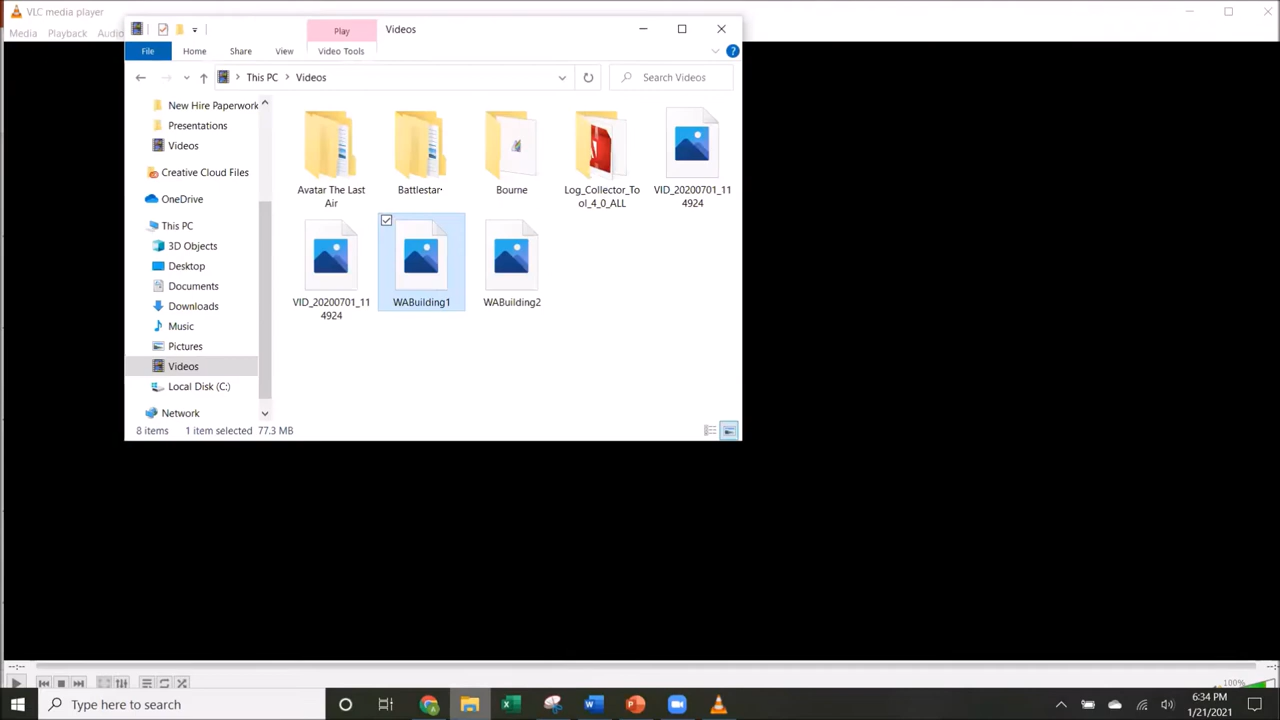 VLC media player
Media Playback Audio
Play
Videos
File Home Share View Video Tools
This PC Videos
Search Videos
New Hire Paperwork
Presentations
Videos
Creative Cloud Files
OneDrive
This PC
3D Objects
Desktop
Documents
Downloads
Music
Pictures
Videos
Local Disk (C:)
Network
Avatar The Last
Air
Battlestar
Bourne
Log_Collector_To
ol_4_0_ALL
VID_20200701_11
4924
VID_20200701_11
4924
WABuilding1
WABuilding2
8 items 1 item selected 77.3 MB
--:-- --:--
100%
Type here to search
6:34 PM
1/21/2021